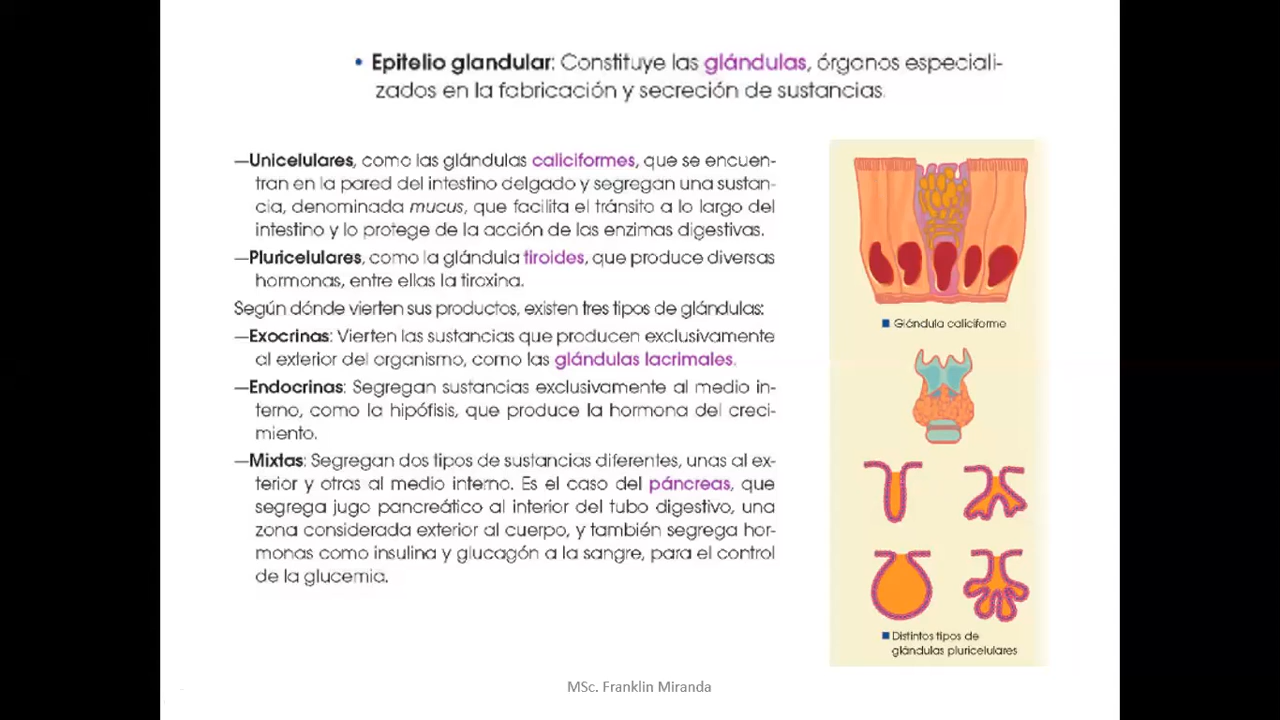 • Epitelio glandular: Constituye las glándulas, órganos especiali-
zados en la fabricación y secreción de sustancias.
—Unicelulares, como las glándulas caliciformes, que se encuen-
tran en la pared del intestino delgado y segregan una sustan-
cia, denominada mucus, que facilita el tránsito a lo largo del
intestino y lo protege de la acción de las enzimas digestivas.
—Pluricelulares, como la glándula tiroides, que produce diversas
hormonas, entre ellas la tiroxina.
Según dónde vierten sus productos, existen tres tipos de glándulas:
—Exocrinas: Vierten las sustancias que producen exclusivamente
al exterior del organismo, como las glándulas lacrimales.
—Endocrinas: Segregan sustancias exclusivamente al medio in-
terno, como la hipófisis, que produce la hormona del creci-
miento.
—Mixtas: Segregan dos tipos de sustancias diferentes, unas al ex-
terior y otras al medio interno. Es el caso del páncreas, que
segrega jugo pancreático al interior del tubo digestivo, una
zona considerada exterior al cuerpo, y también segrega hor-
monas como insulina y glucagón a la sangre, para el control
de la glucemia.
Glándula caliciforme
Distintos tipos de
glándulas pluricelulares
MSc. Franklin Miranda